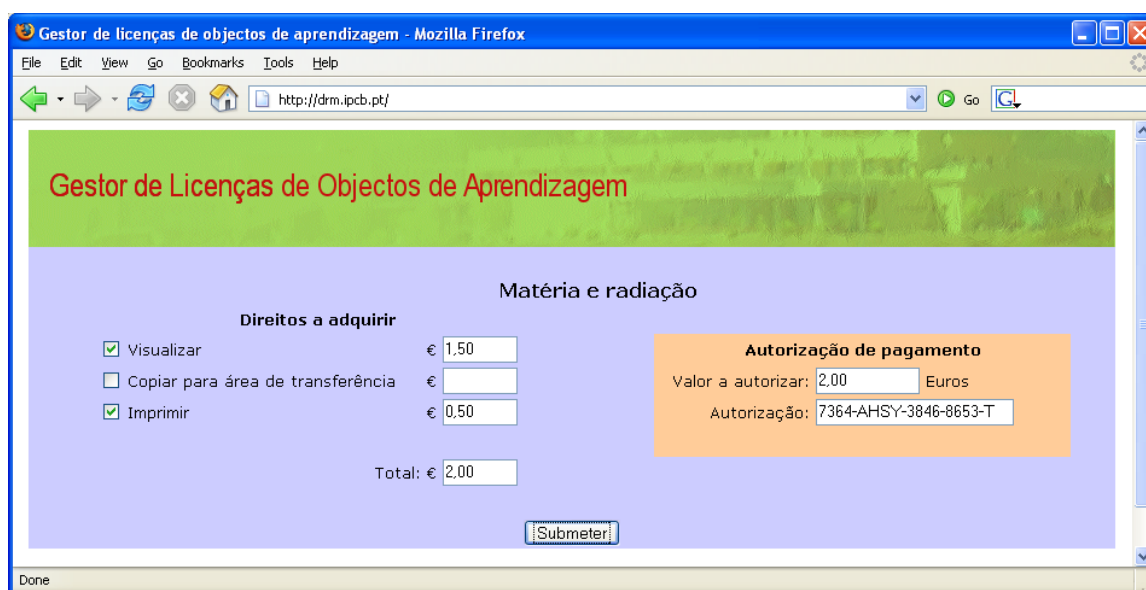 Gestor de licenças de objectos de aprendizagem - Mozilla Firefox
File Edit View Go Bookmarks Tools Help
http://drm.ipcb.pt/ Go G
Gestor de Licenças de Objectos de Aprendizagem
Matéria e radiação
Direitos a adquirir
Visualizar € 1,50
Copiar para área de transferência €
Imprimir € 0,50
Total: € 2,00
Autorização de pagamento
Valor a autorizar: 2,00 Euros
Autorização: 7364-AHSY-3846-8653-T
Submeter
Done